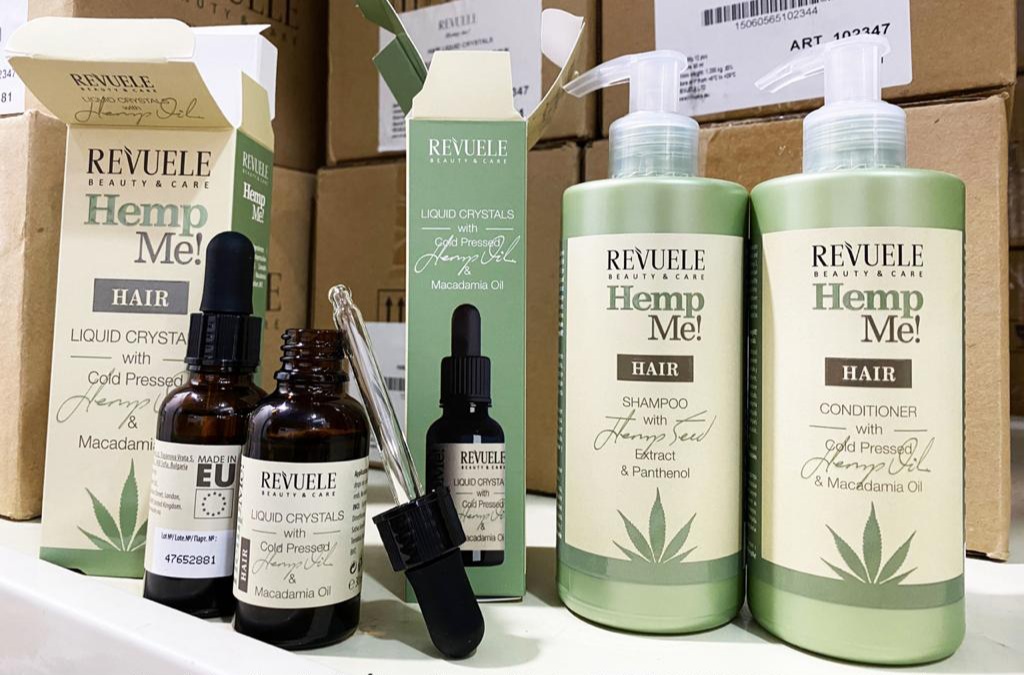 15060565102344
ART 102347
REVUELE
LIQUID CRYSTALS
with
Hemp Oil
REVUELE
BEAUTY & CARE
Hemp
Me!
HAIR
LIQUID CRYSTA
with
Cold Pressed
&
Macadamia
REVUELE
Hemp
Me!
MADE IN
EU
47652881
REVUELE
BEAUTY & CARE
HAIR
LIQUID CRYSTALS
with
Cold Pressed
Hemp Oil
&
Macadamia Oil
REVUELE
BEAUTY & CARE
LIQUID CRYSTALS
with
Cold Pressed
Hemp Oil
&
Macadamia Oil
REVUELE
LIQUID CRYSTALS
with
Cold Pressed
&
Macadamia Oil
REVUELE
BEAUTY & CARE
Hemp
Me!
HAIR
SHAMPOO
with
Hemp Seed
Extract
& Panthenol
REVUELE
BEAUTY & CARE
Hemp
Me!
HAIR
CONDITIONER
with
Cold Pressed
Hemp Oil
& Macadamia Oil